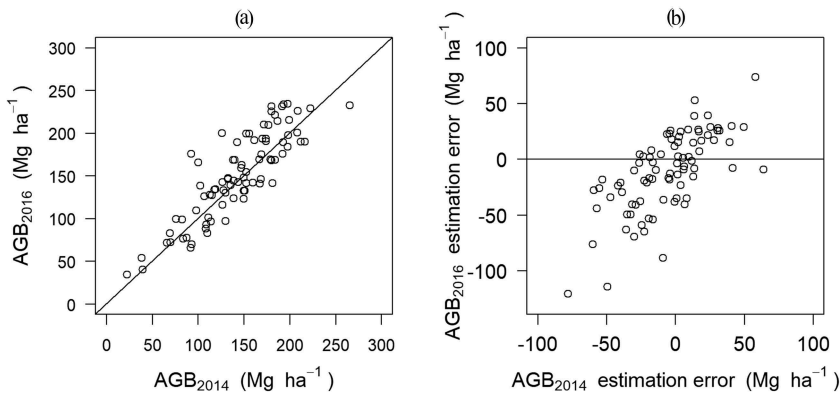 (a)
AGB2016 (Mg ha−1)
300
250
200
150
100
50
0
0 50 100 150 200 250 300
AGB2014 (Mg ha−1)
(b)
AGB2016 estimation error (Mg ha−1)
100
50
0
-50
-100
-100 -50 0 50 100
AGB2014 estimation error (Mg ha−1)